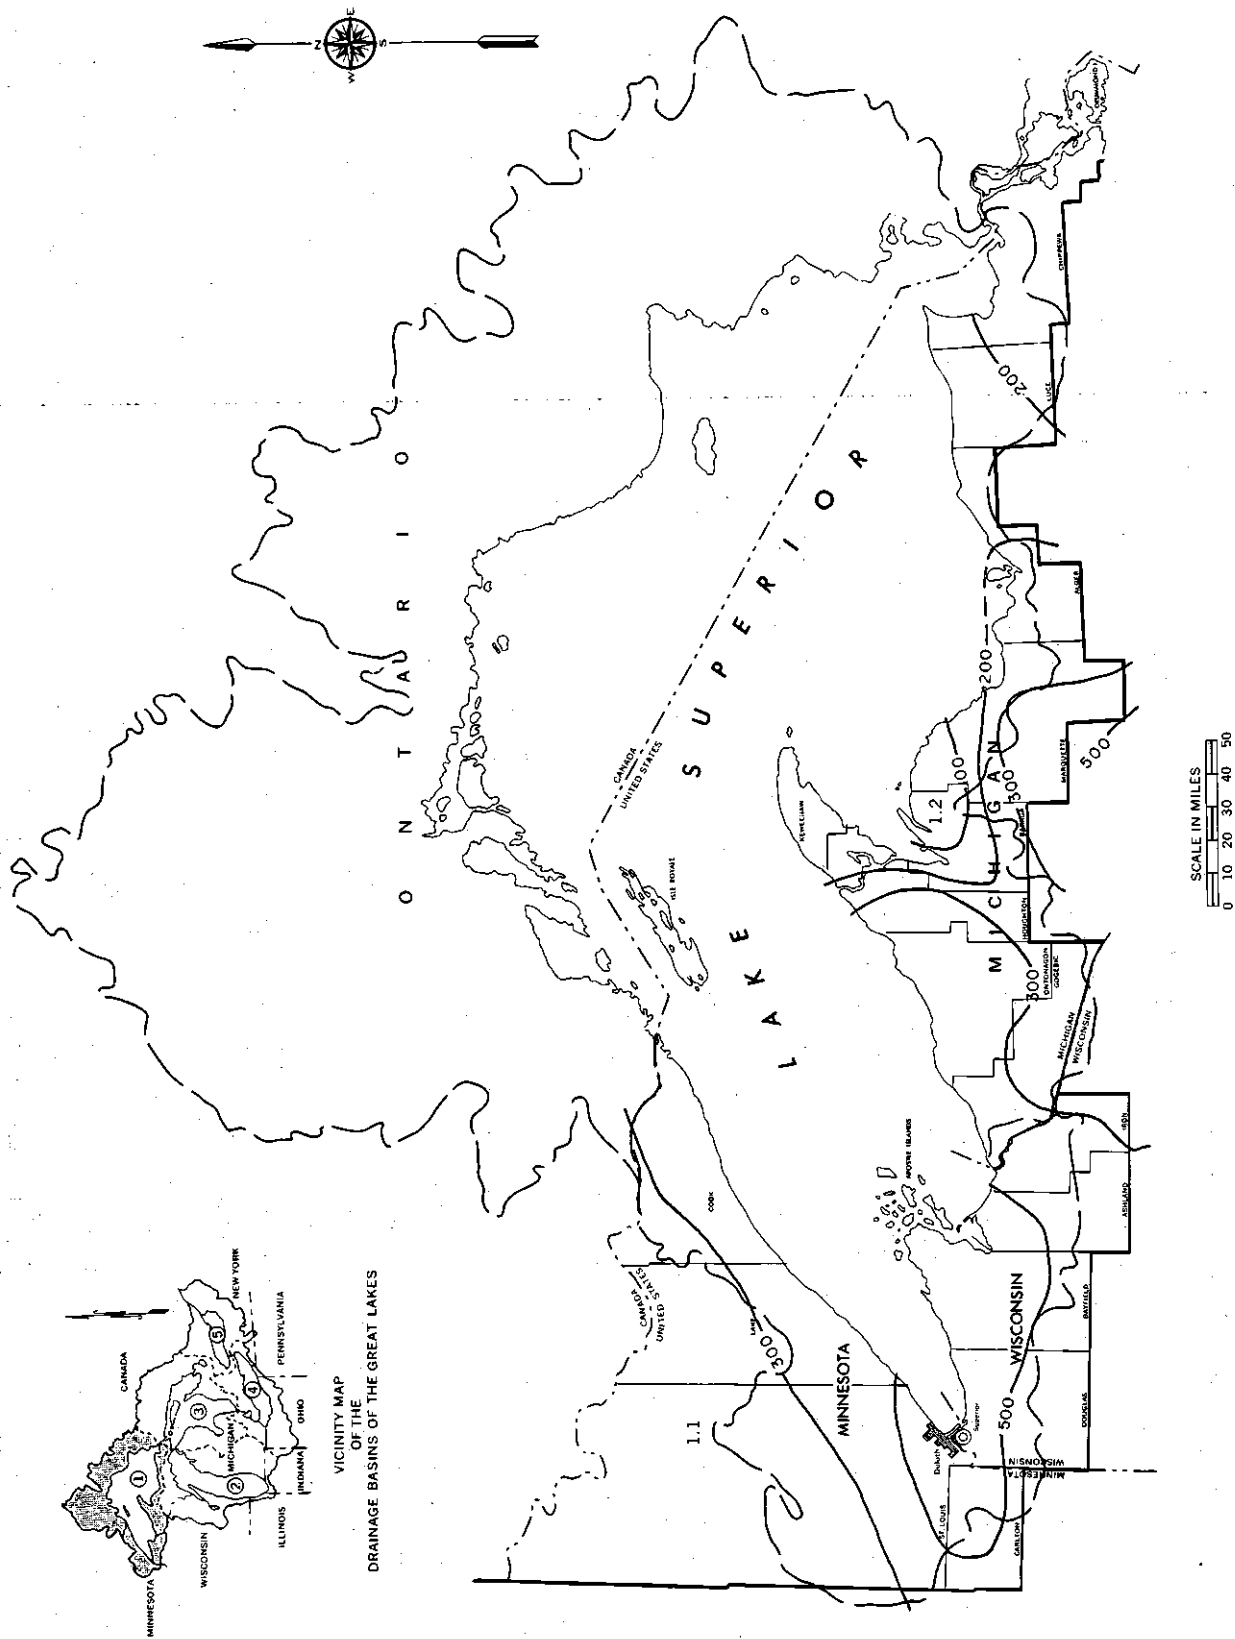 N
E
S
W
MINNESOTA
WISCONSIN
ILLINOIS
INDIANA
OHIO
MICHIGAN
CANADA
NEW YORK
PENNSYLVANIA
1
2
3
4
5
VICINITY MAP
OF THE
DRAINAGE BASINS OF THE GREAT LAKES
ONTARIO
CANADA
UNITED STATES
LAKE SUPERIOR
ISLE ROYALE
KEWEENAW
CANADA
UNITED STATES
COOK
LAKE
300
1.1
MINNESOTA
APOSTLE ISLANDS
Duluth
Superior
ST. LOUIS
CARLTON
MINNESOTA
WISCONSIN
500
WISCONSIN
DOUGLAS
BAYFIELD
ASHLAND
IRON
MICHIGAN
WISCONSIN
300
ONTONAGON
GOGEBIC
HOUGHTON
MICHIGAN
1.2
300
200
MARQUETTE
500
ALGER
LUCE
200
CHIPPEWA
DRUMMOND I
SCALE IN MILES
0 10 20 30 40 50